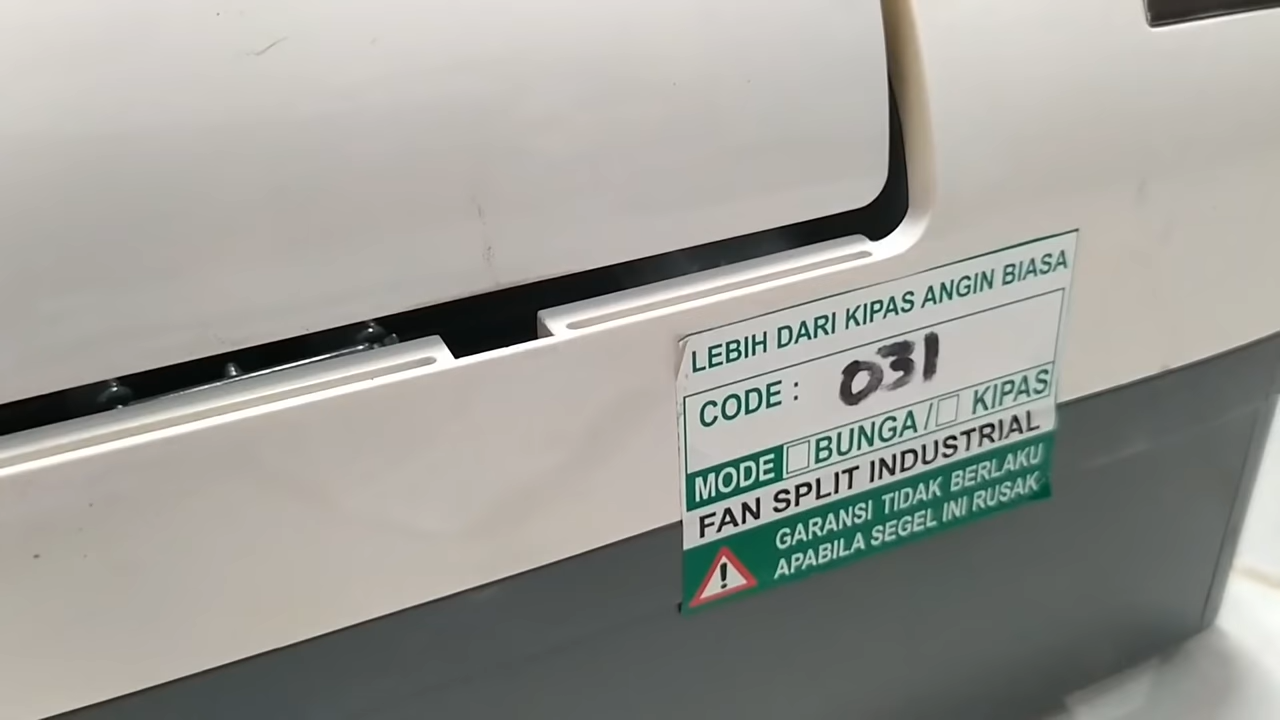 LEBIH DARI KIPAS ANGIN BIASA
CODE : 031
MODE □BUNGA/□ KIPAS
FAN SPLIT INDUSTRIAL
GARANSI TIDAK BERLAKU
APABILA SEGEL INI RUSAK